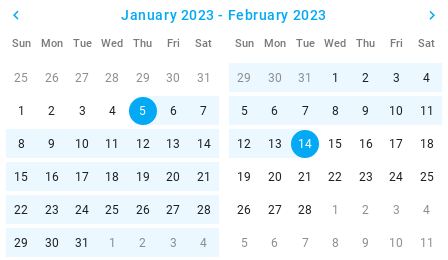 January 2023 - February 2023
Sun Mon Tue Wed Thu Fri Sat
25 26 27 28 29 30 31
1 2 3 4 5 6 7
8 9 10 11 12 13 14
15 16 17 18 19 20 21
22 23 24 25 26 27 28
29 30 31 1 2 3 4
Sun Mon Tue Wed Thu Fri Sat
29 30 31 1 2 3 4
5 6 7 8 9 10 11
12 13 14 15 16 17 18
19 20 21 22 23 24 25
26 27 28 1 2 3 4
5 6 7 8 9 10 11